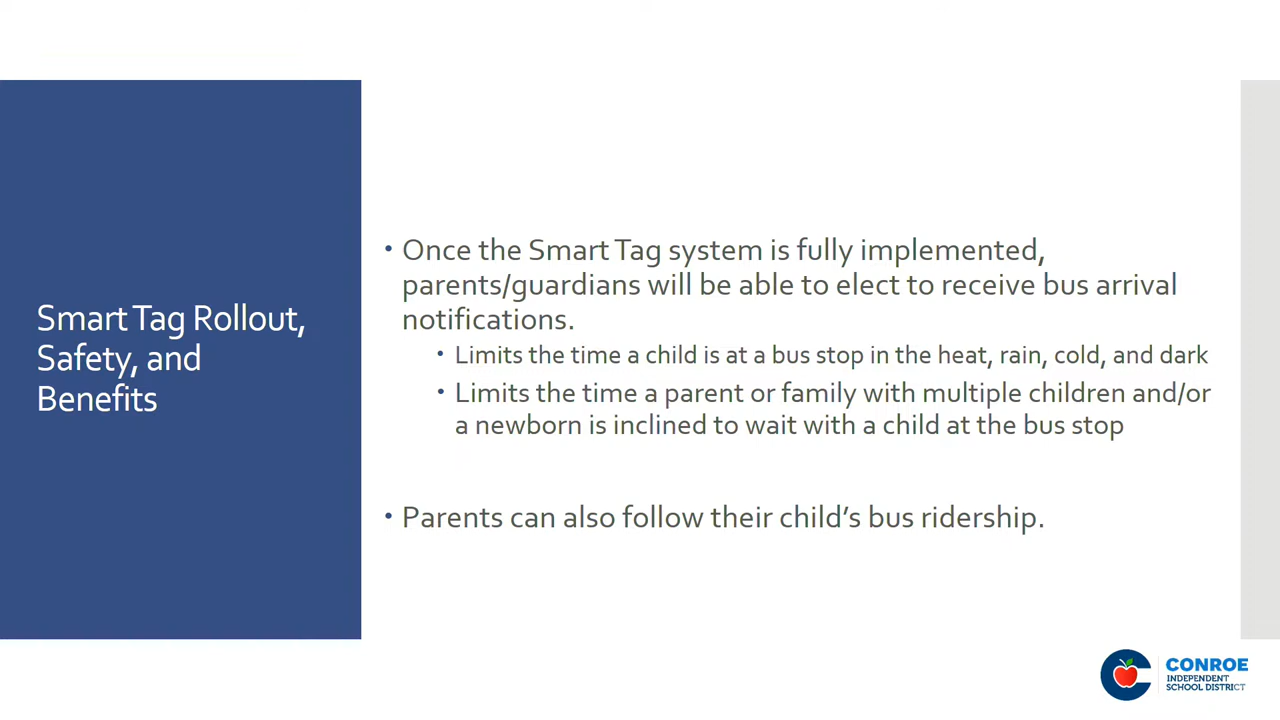 Smart Tag Rollout,
Safety, and
Benefits
• Once the Smart Tag system is fully implemented,
parents/guardians will be able to elect to receive bus arrival
notifications.
• Limits the time a child is at a bus stop in the heat, rain, cold, and dark
• Limits the time a parent or family with multiple children and/or
a newborn is inclined to wait with a child at the bus stop
• Parents can also follow their child’s bus ridership.
CONROE
INDEPENDENT
SCHOOL DISTRICT